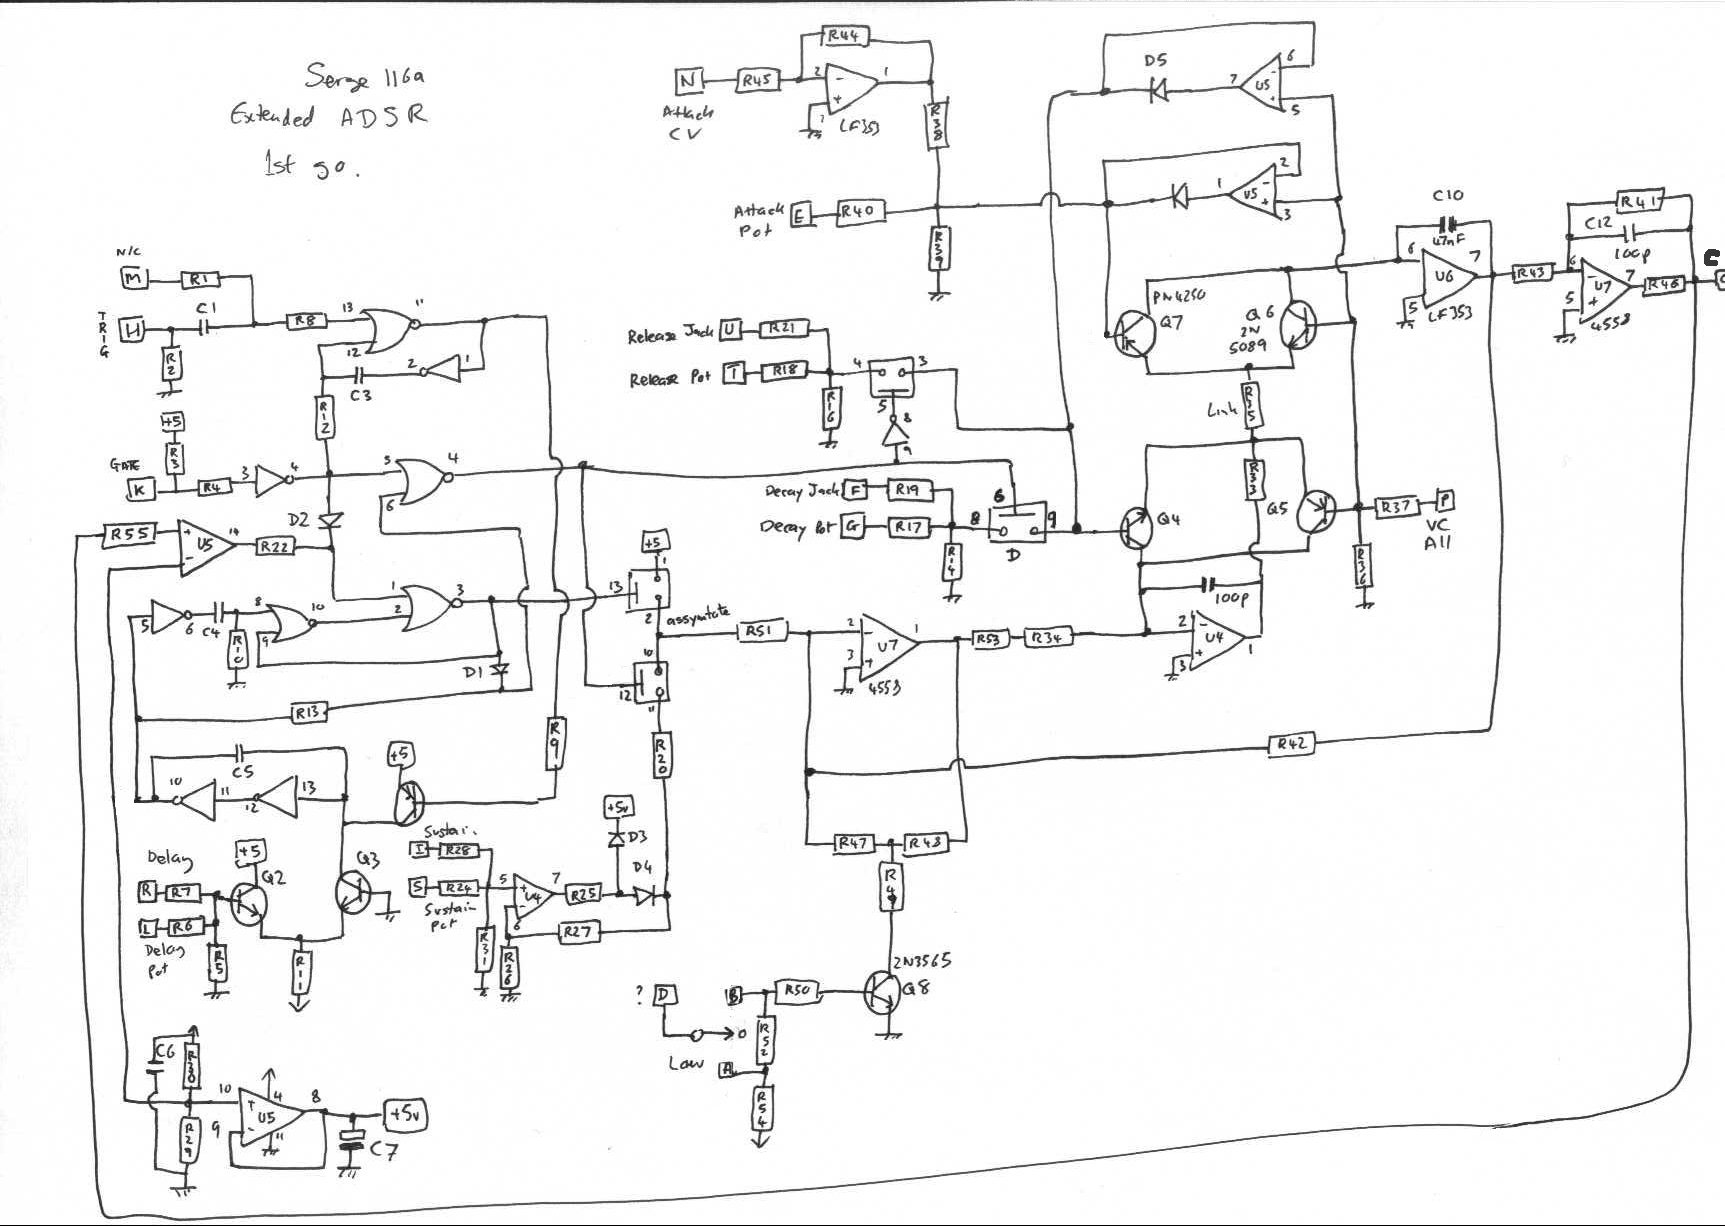 Serge 116a
Extended ADSR
1st go.
R44
N
R45
2
-
+
1
LF353
Attack
CV
R38
Attack
Pot
E
R40
R39
D5
7
U5
-
+
6
5
1
U5
-
+
2
3
C10
47nF
6
7
5
U6
LF353
R43
R41
C12
100p
6
-
7
5
+
U7
4558
R46
C
PN4250
Q7
Q6
2N
5089
Link
R35
R33
N/C
M
R1
TRIG
H
C1
R2
R8
13
11
12
2
1
C3
R12
+5
R3
GATE
K
R4
3
4
5
4
6
D2
R55
+
U5
-
14
R22
5
6
C4
8
10
9
R10
1
2
3
D1
R13
Release Jack
U
R21
Release Pot
T
R18
R16
4
3
5
8
9
Decay Jack
F
R19
Decay Pot
G
R17
R14
6
8
9
D
Q4
Q5
R37
P
VC
All
R36
100p
2
-
U4
+
3
1
+5
1
13
2
assymtate
R51
2
-
1
3
+
U7
4558
R53
R34
10
12
11
R20
R9
R42
C5
10
11
12
13
+5
Delay
R
R7
L
R6
Delay
Pot
R5
+5
Q2
Q3
R11
Sustain
I
R28
S
R24
Sustain
Pot
5
+
U4
-
7
6
R25
+5v
D3
D4
R27
R31
R26
R47
R48
R49
2N3565
Q8
?
D
B
R50
R52
Law
A
R54
C6
R30
R29
10
4
8
+
U5
-
9
11
+5v
C7